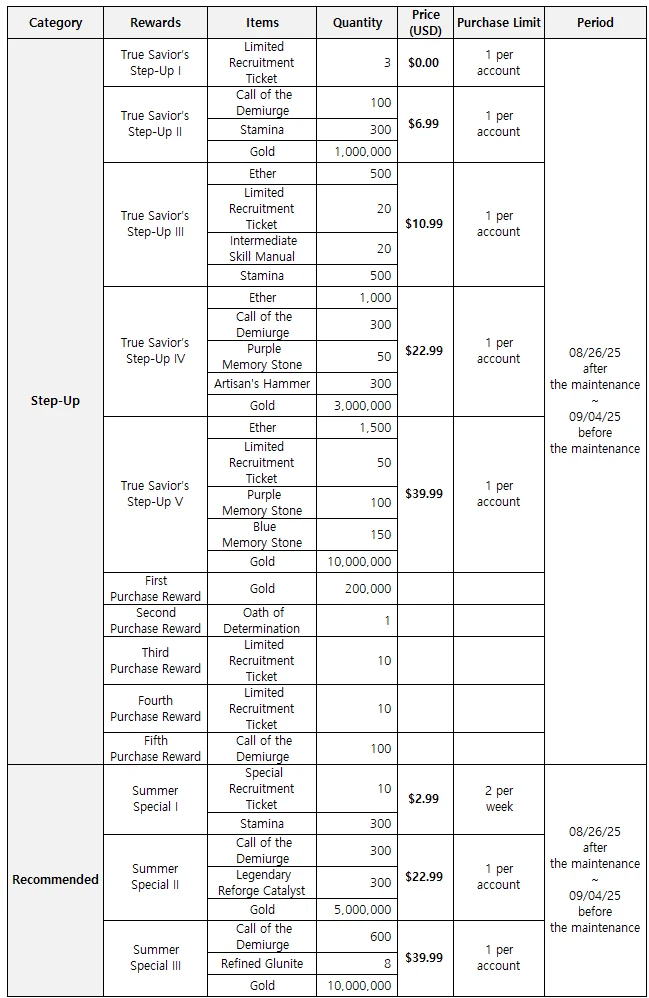 Category
Rewards
Items
Quantity
Price
(USD)
Purchase Limit
Period
Step-Up
True Savior's
Step-Up I
Limited
Recruitment
Ticket
3
$0.00
1 per
account
08/26/25
after
the maintenance
~
09/04/25
before
the maintenance
True Savior's
Step-Up II
Call of the
Demiurge
100
$6.99
1 per
account
Stamina
300
Gold
1,000,000
True Savior's
Step-Up III
Ether
500
$10.99
1 per
account
Limited
Recruitment
Ticket
20
Intermediate
Skill Manual
20
Stamina
500
True Savior's
Step-Up IV
Ether
1,000
$22.99
1 per
account
Call of the
Demiurge
300
Purple
Memory Stone
50
Artisan's Hammer
300
Gold
3,000,000
True Savior's
Step-Up V
Ether
1,500
$39.99
1 per
account
Limited
Recruitment
Ticket
50
Purple
Memory Stone
100
Blue
Memory Stone
150
Gold
10,000,000
First
Purchase Reward
Gold
200,000
Second
Purchase Reward
Oath of
Determination
1
Third
Purchase Reward
Limited
Recruitment
Ticket
10
Fourth
Purchase Reward
Limited
Recruitment
Ticket
10
Fifth
Purchase Reward
Call of the
Demiurge
100
Recommended
Summer
Special I
Special
Recruitment
Ticket
10
$2.99
2 per
week
08/26/25
after
the maintenance
~
09/04/25
before
the maintenance
Stamina
300
Summer
Special II
Call of the
Demiurge
300
$22.99
1 per
account
Legendary
Reforge Catalyst
300
Gold
5,000,000
Summer
Special III
Call of the
Demiurge
600
$39.99
1 per
account
Refined Glunite
8
Gold
10,000,000